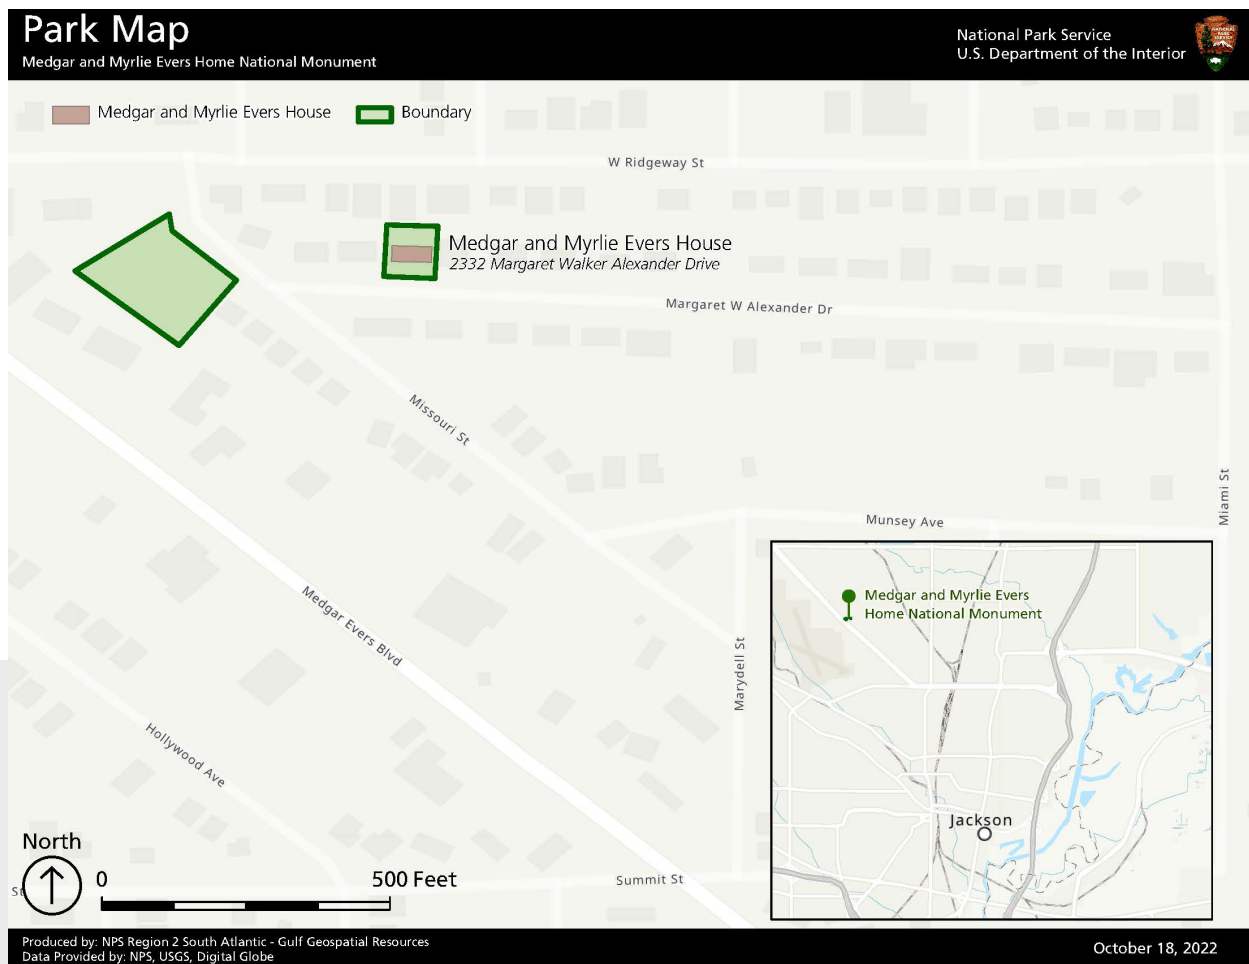 Park Map
Medgar and Myrlie Evers Home National Monument
National Park Service
U.S. Department of the Interior
NATIONAL
PARK
SERVICE
Medgar and Myrlie Evers House
Boundary
W Ridgeway St
Medgar and Myrlie Evers House
2332 Margaret Walker Alexander Drive
Margaret W Alexander Dr
Missouri St
Miami St
Munsey Ave
Medgar Evers Blvd
Marydell St
Hollywood Ave
Medgar and Myrlie Evers
Home National Monument
Jackson
North
0
500 Feet
St
Summit St
Produced by: NPS Region 2 South Atlantic - Gulf Geospatial Resources
Data Provided by: NPS, USGS, Digital Globe
October 18, 2022